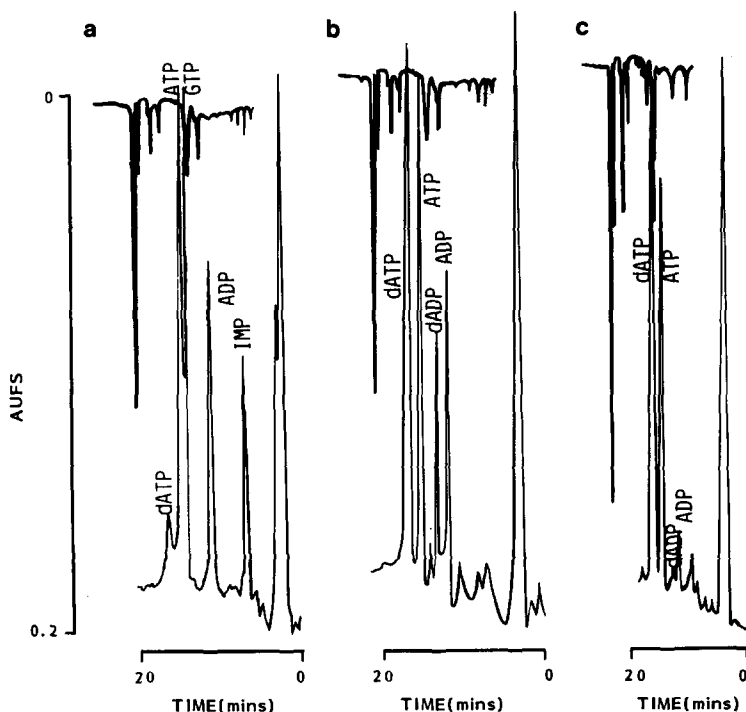 a
b
c
0
0.2
AUFS
ATP
GTP
ADP
IMP
dATP
20
0
TIME(mins)
dATP
ATP
dADP
ADP
20
0
TIME(mins)
dATP
ATP
dADP
ADP
20
0
TIME(mins)